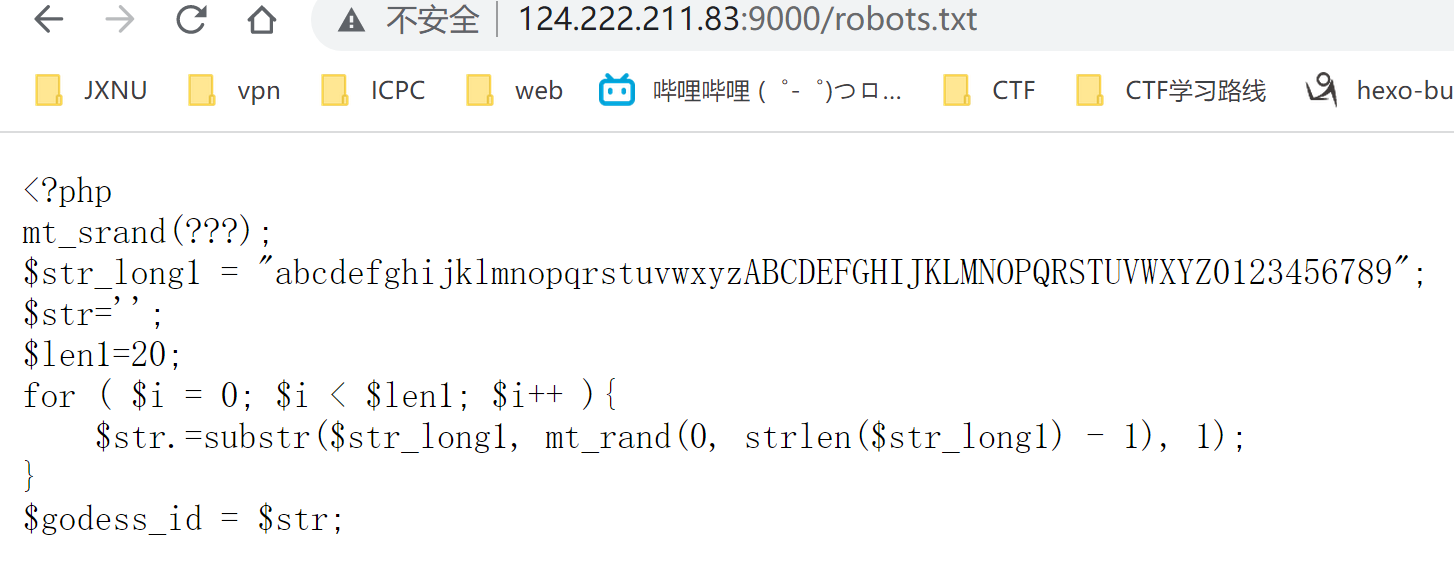 不安全 124.222.211.83:9000/robots.txt
JXNU vpn ICPC web 哔哩哔哩 (゜-゜)つロ... CTF CTF学习路线 hexo-bu
<?php
mt_srand(???);
$str_long1 = "abcdefghijklmnopqrstuvwxyzABCDEFGHIJKLMNOPQRSTUVWXYZ0123456789";
$str='';
$len1=20;
for ( $i = 0; $i < $len1; $i++ ){
    $str.=substr($str_long1, mt_rand(0, strlen($str_long1) - 1), 1);
}
$godess_id = $str;